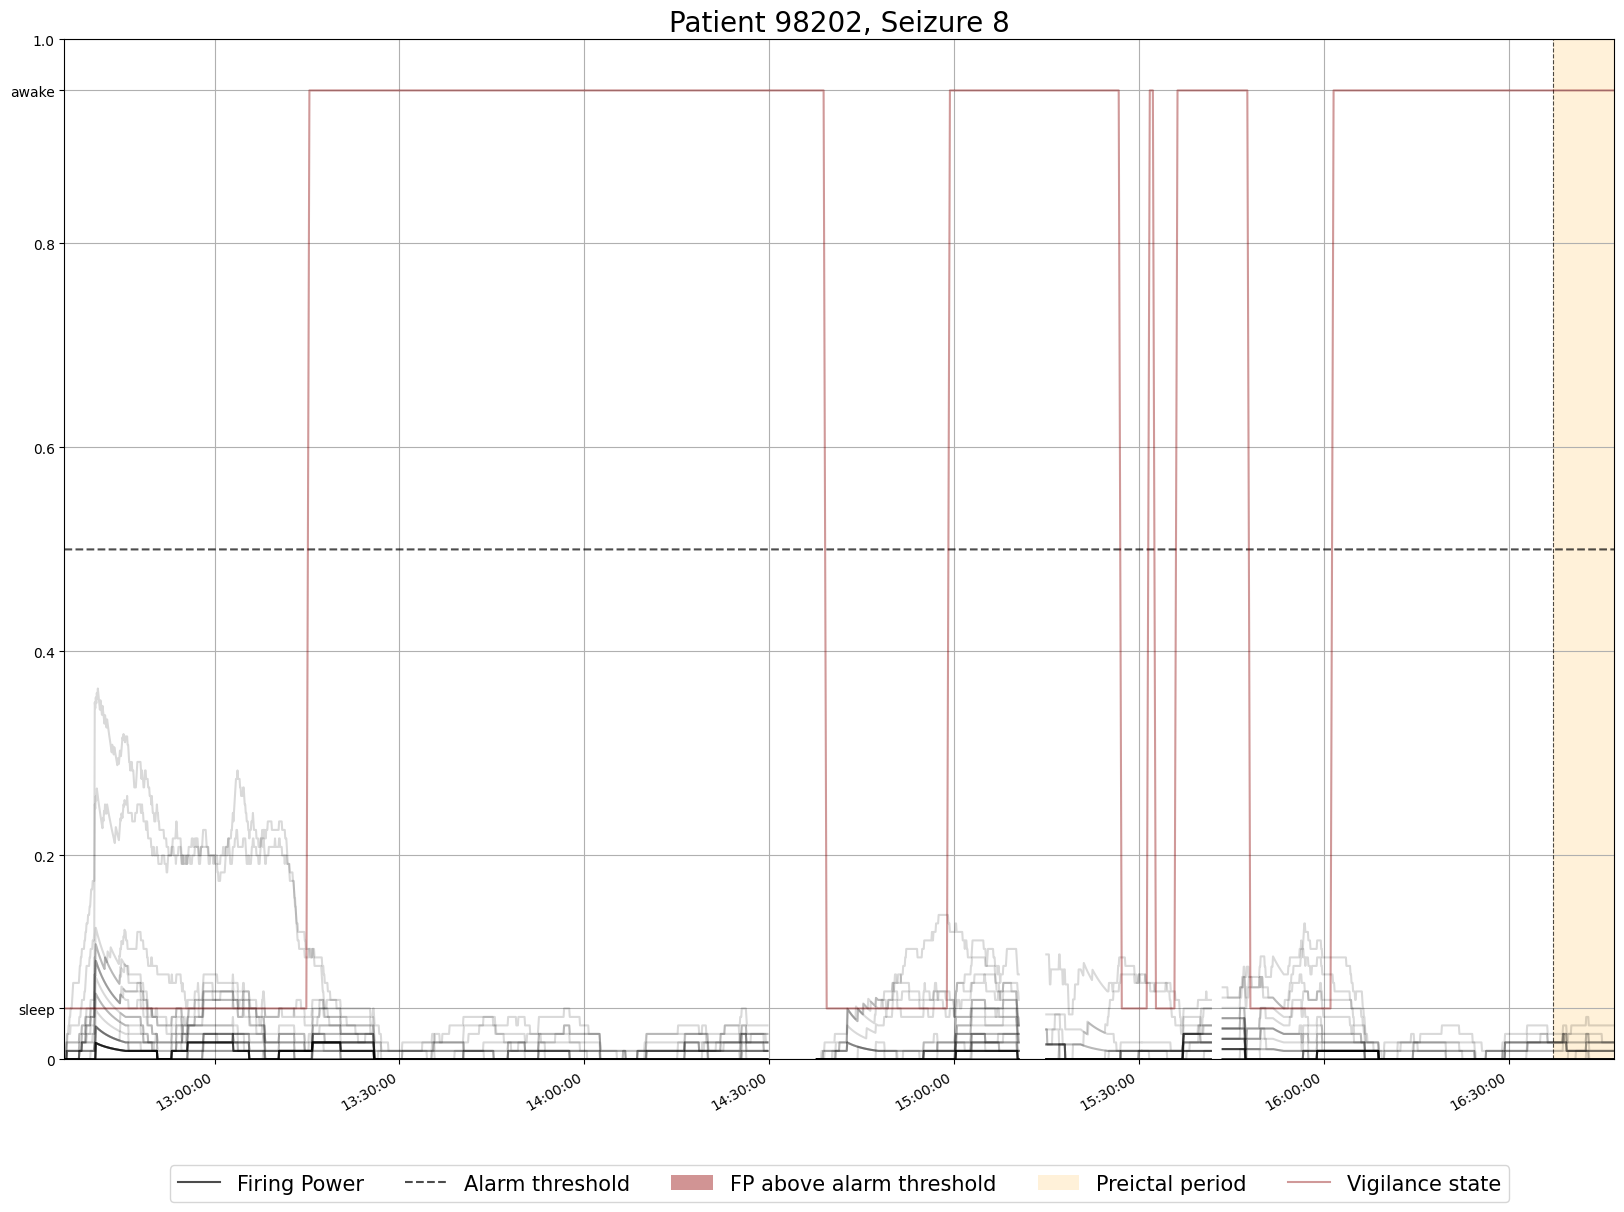 Patient 98202, Seizure 8
1.0
awake
0.8
0.6
0.4
0.2
sleep
0
13:00:00 13:30:00 14:00:00 14:30:00 15:00:00 15:30:00 16:00:00 16:30:00
Firing Power Alarm threshold FP above alarm threshold Preictal period Vigilance state